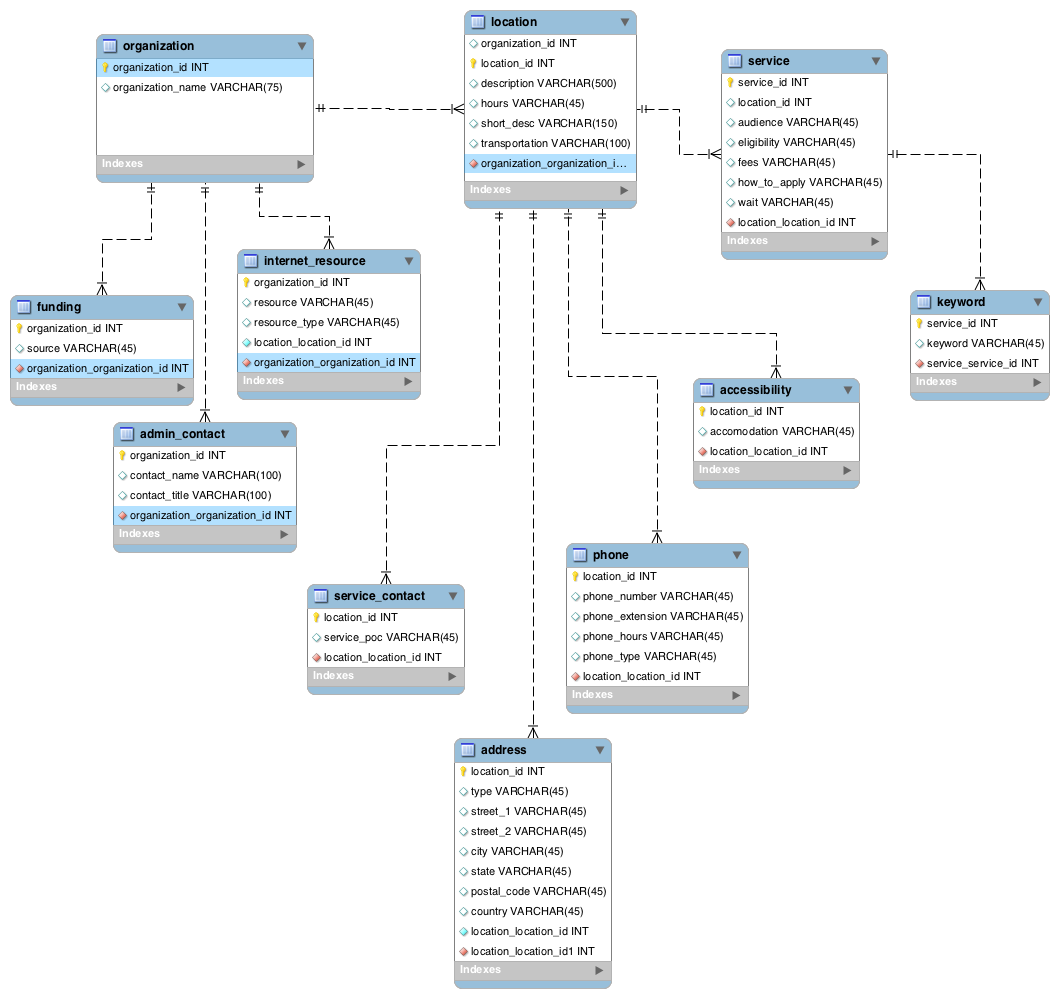 organization
organization_id INT
organization_name VARCHAR(75)
Indexes
location
organization_id INT
location_id INT
description VARCHAR(500)
hours VARCHAR(45)
short_desc VARCHAR(150)
transportation VARCHAR(100)
organization_organization_i...
Indexes
service
service_id INT
location_id INT
audience VARCHAR(45)
eligibility VARCHAR(45)
fees VARCHAR(45)
how_to_apply VARCHAR(45)
wait VARCHAR(45)
location_location_id INT
Indexes
funding
organization_id INT
source VARCHAR(45)
organization_organization_id INT
Indexes
internet_resource
organization_id INT
resource VARCHAR(45)
resource_type VARCHAR(45)
location_location_id INT
organization_organization_id INT
Indexes
keyword
service_id INT
keyword VARCHAR(45)
service_service_id INT
Indexes
admin_contact
organization_id INT
contact_name VARCHAR(100)
contact_title VARCHAR(100)
organization_organization_id INT
Indexes
accessibility
location_id INT
accomodation VARCHAR(45)
location_location_id INT
Indexes
service_contact
location_id INT
service_poc VARCHAR(45)
location_location_id INT
Indexes
phone
location_id INT
phone_number VARCHAR(45)
phone_extension VARCHAR(45)
phone_hours VARCHAR(45)
phone_type VARCHAR(45)
location_location_id INT
Indexes
address
location_id INT
type VARCHAR(45)
street_1 VARCHAR(45)
street_2 VARCHAR(45)
city VARCHAR(45)
state VARCHAR(45)
postal_code VARCHAR(45)
country VARCHAR(45)
location_location_id INT
location_location_id1 INT
Indexes